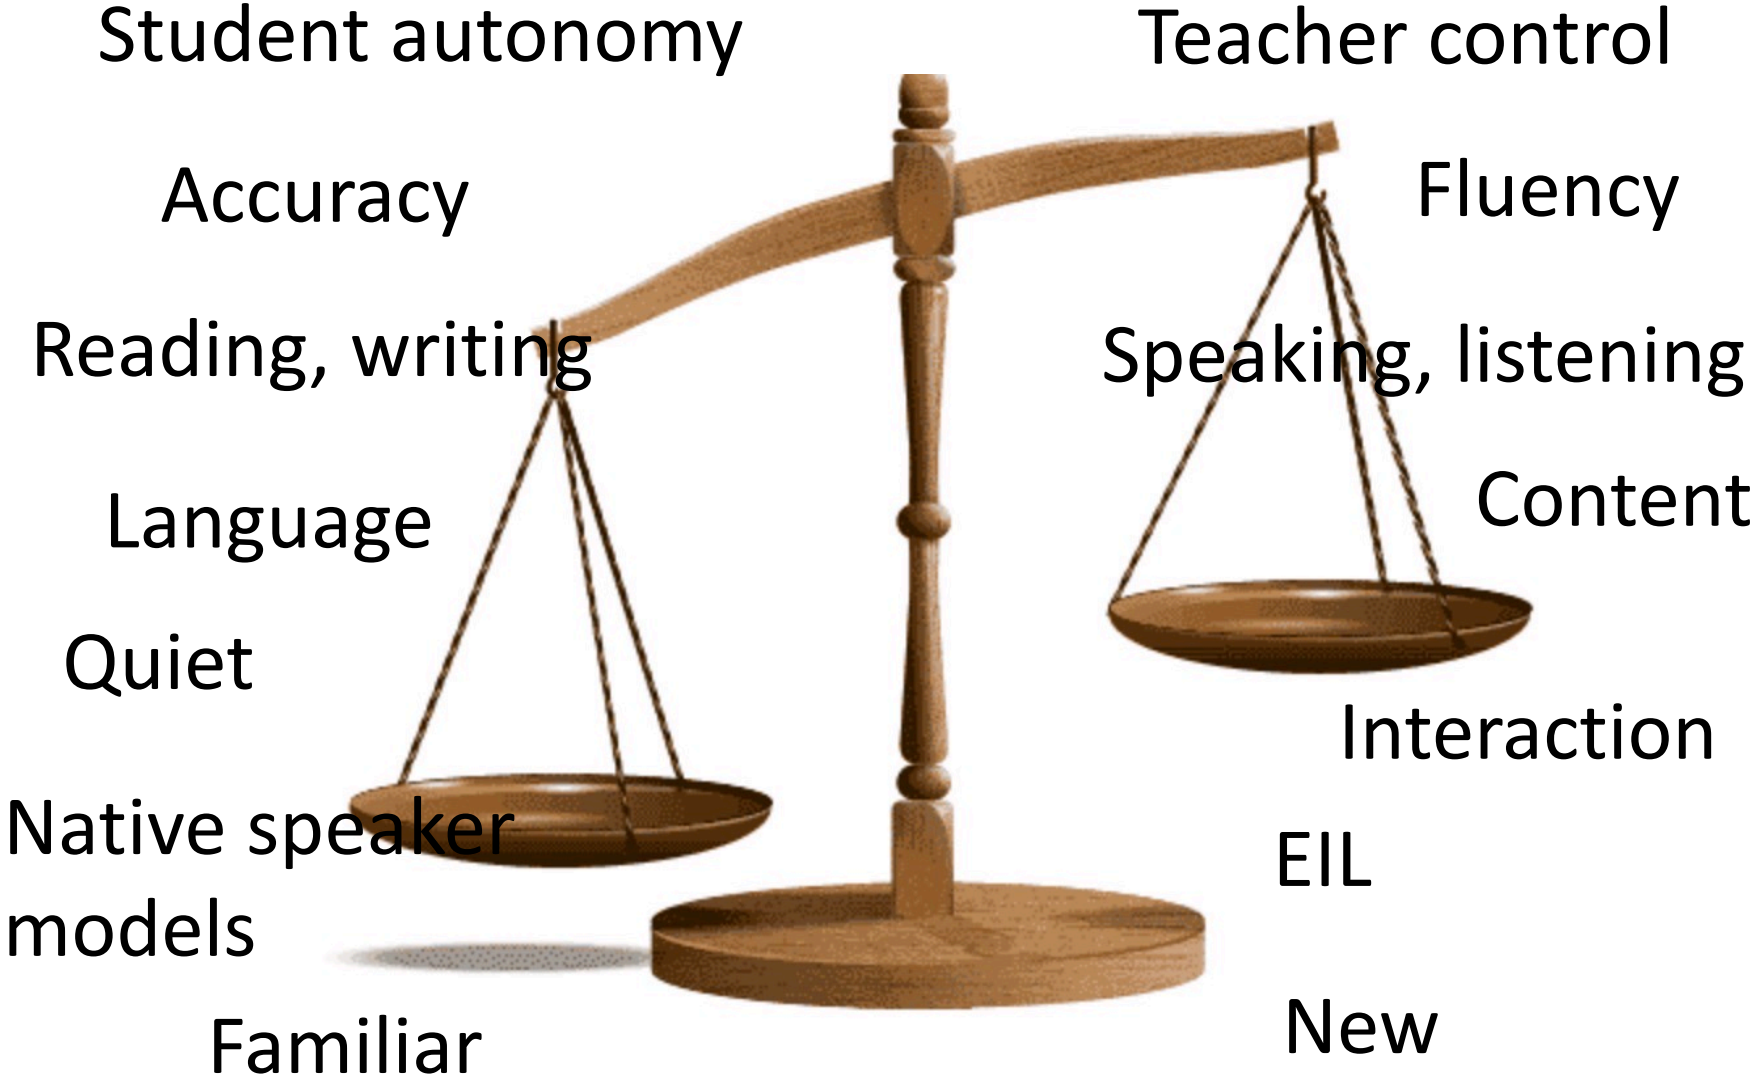 Student autonomy
Teacher control
Accuracy
Fluency
Reading, writing
Speaking, listening
Language
Content
Quiet
Interaction
Native speaker
models
EIL
Familiar
New